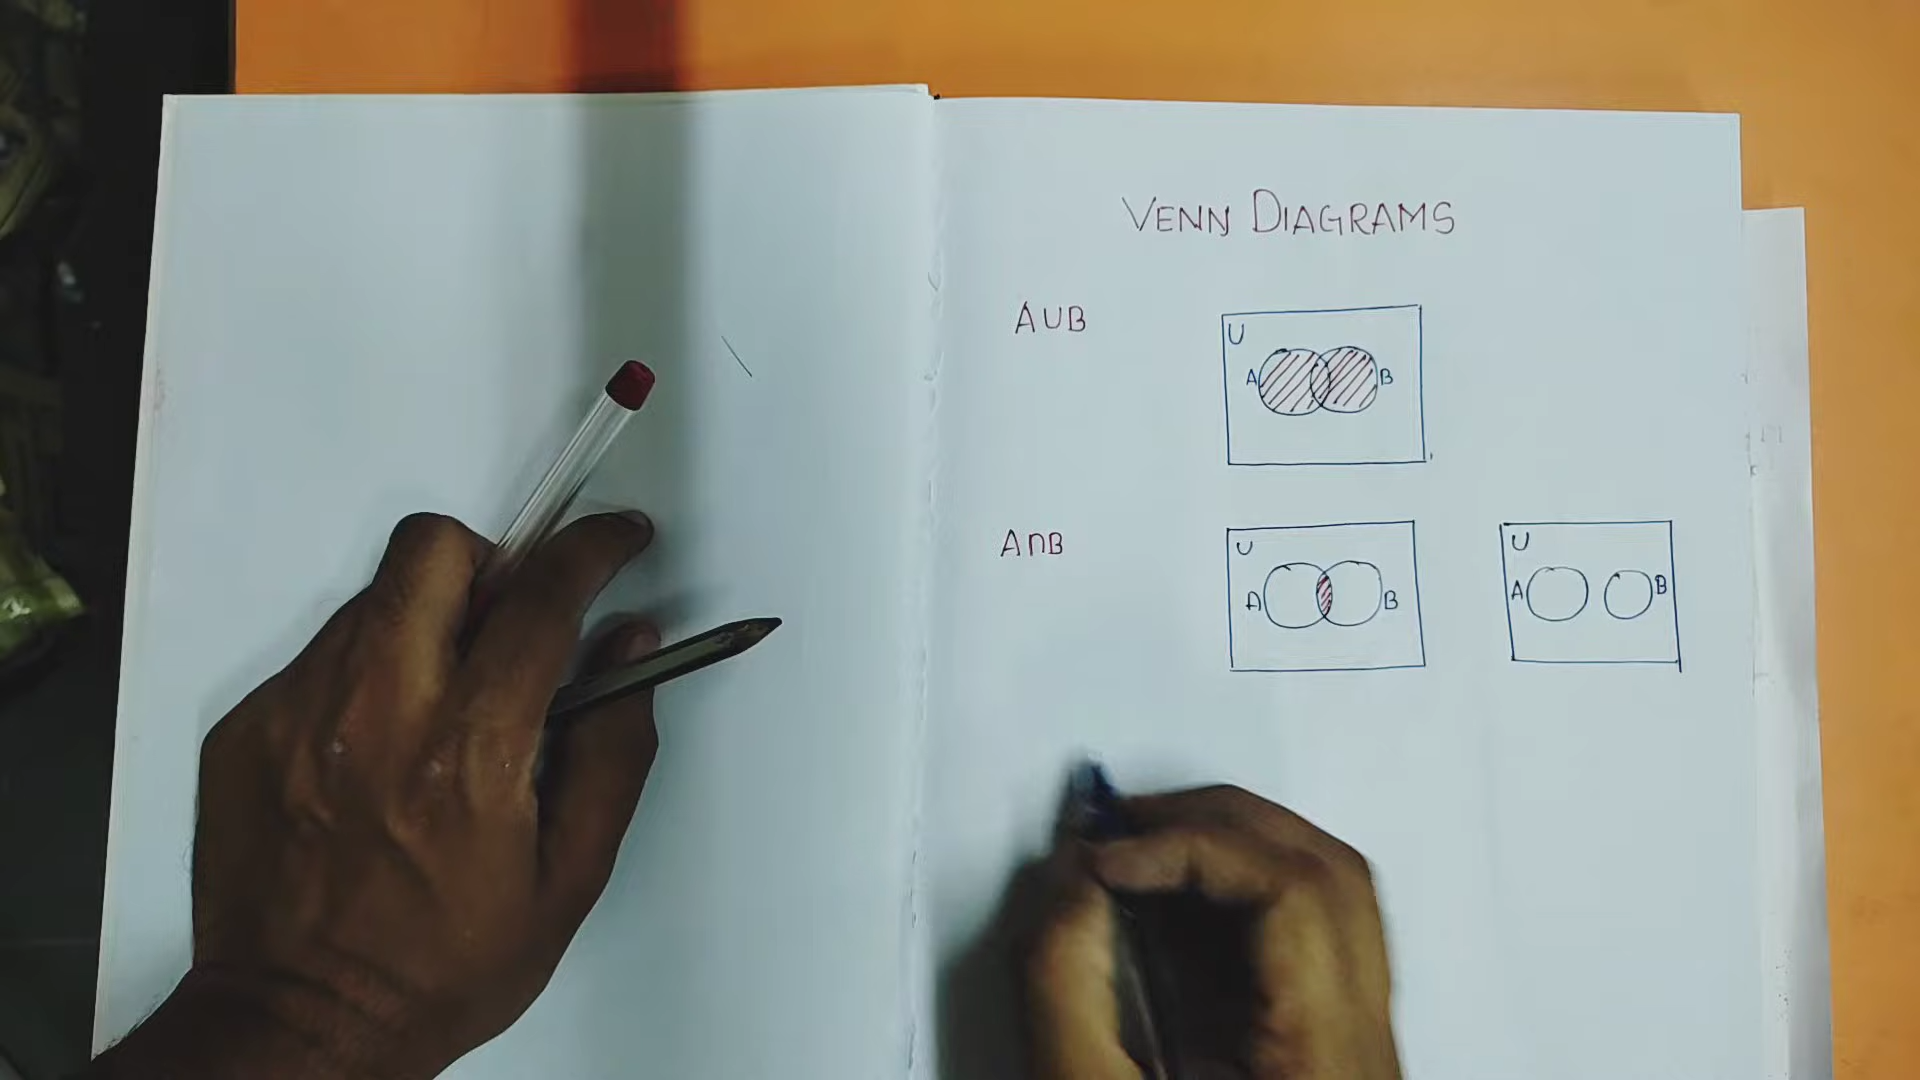 VENN DIAGRAMS
A∪B
U
A B
A∩B
U
A B
U
A B